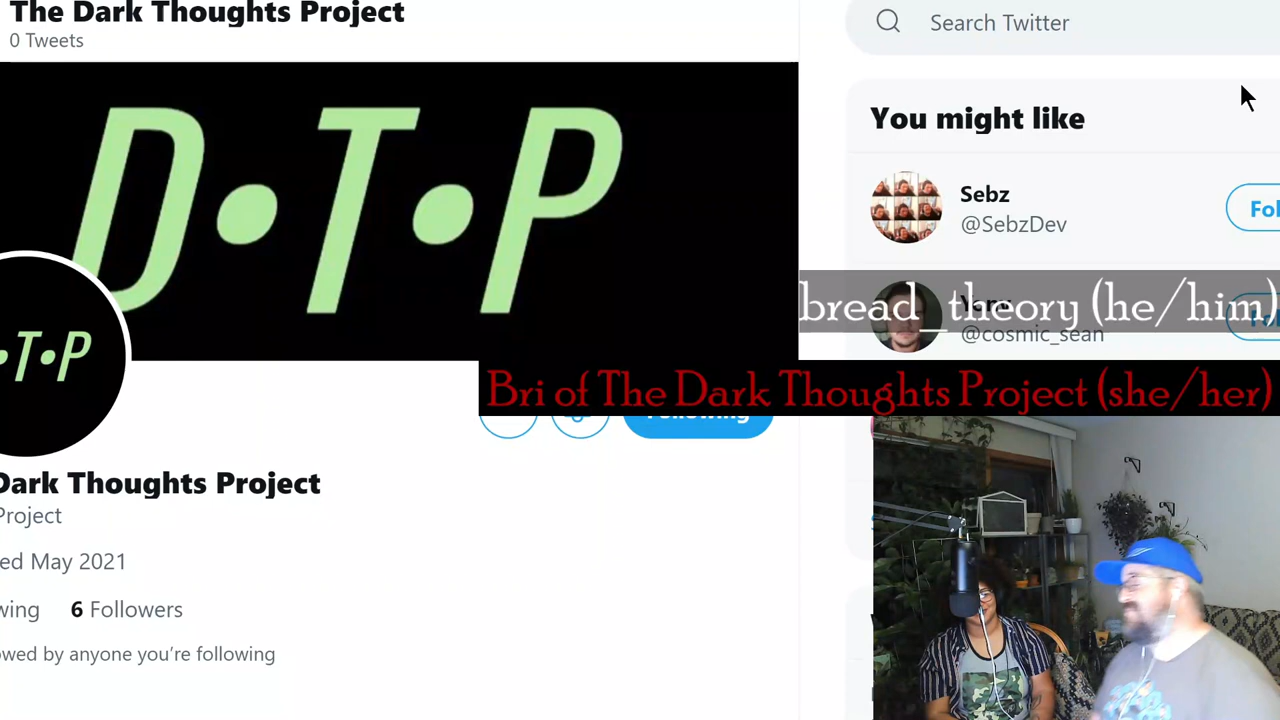 The Dark Thoughts Project
0 Tweets
D•T•P
•T•P
Dark Thoughts Project
Project
ed May 2021
wing 6 Followers
owed by anyone you're following
Following
Search Twitter
You might like
Sebz
@SebzDev
Fol
bread_theory (he/him)
@cosmic_sean
Bri of The Dark Thoughts Project (she/her)